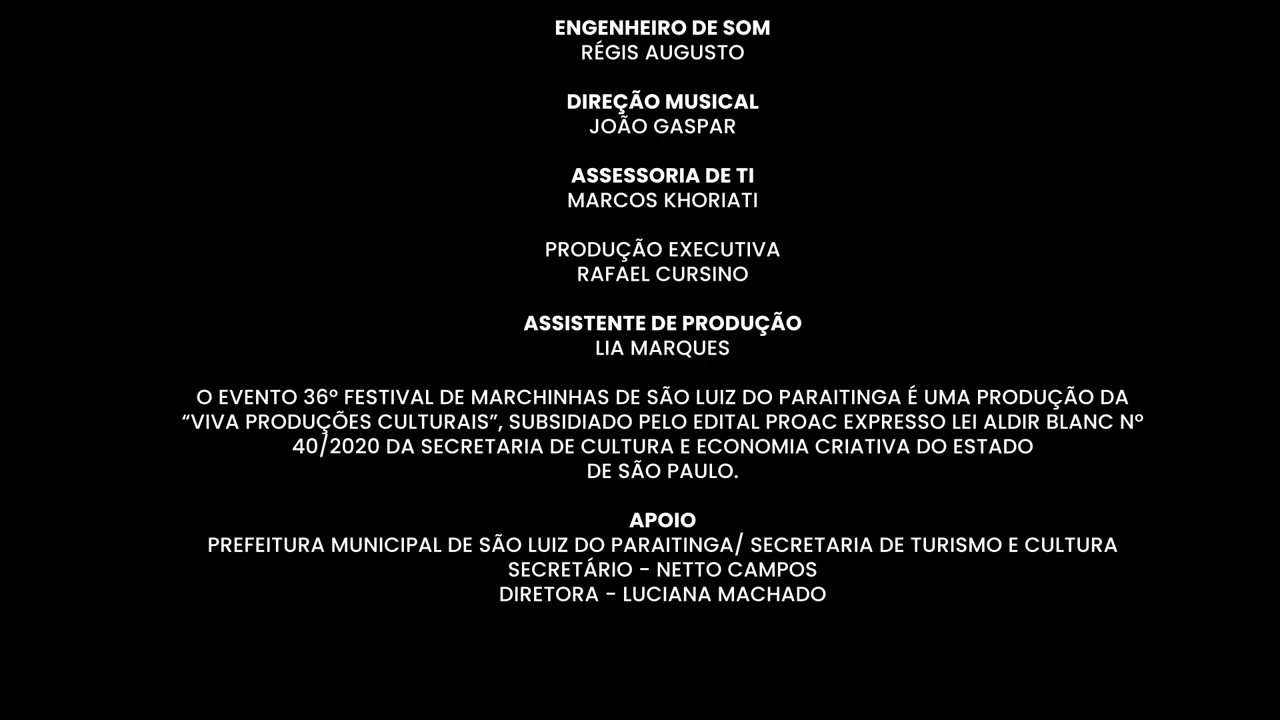 ENGENHEIRO DE SOM
RÉGIS AUGUSTO
DIREÇÃO MUSICAL
JOÃO GASPAR
ASSESSORIA DE TI
MARCOS KHORIATI
PRODUÇÃO EXECUTIVA
RAFAEL CURSINO
ASSISTENTE DE PRODUÇÃO
LIA MARQUES
O EVENTO 36º FESTIVAL DE MARCHINHAS DE SÃO LUIZ DO PARAITINGA É UMA PRODUÇÃO DA
“VIVA PRODUÇÕES CULTURAIS”, SUBSIDIADO PELO EDITAL PROAC EXPRESSO LEI ALDIR BLANC Nº
40/2020 DA SECRETARIA DE CULTURA E ECONOMIA CRIATIVA DO ESTADO
DE SÃO PAULO.
APOIO
PREFEITURA MUNICIPAL DE SÃO LUIZ DO PARAITINGA/ SECRETARIA DE TURISMO E CULTURA
SECRETÁRIO - NETTO CAMPOS
DIRETORA - LUCIANA MACHADO